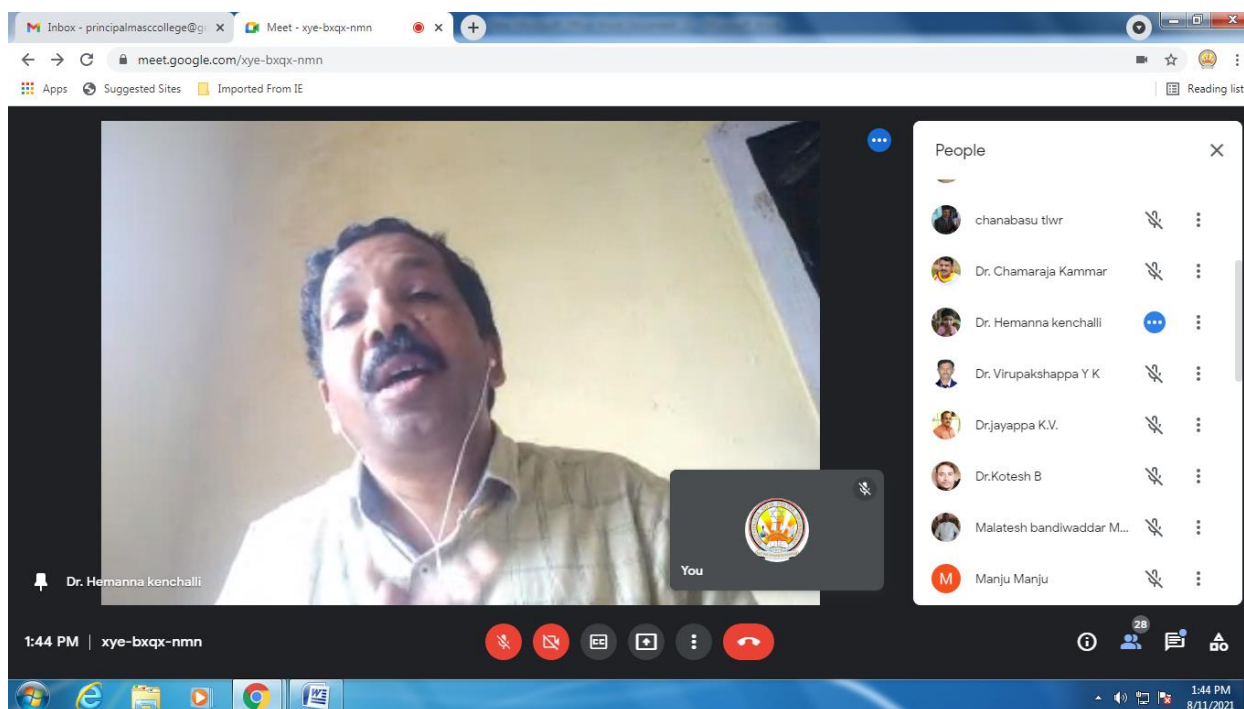 Inbox - principalmasccollege@g
Meet - xye-bxqx-nmn
meet.google.com/xye-bxqx-nmn
Apps
Suggested Sites
Imported From IE
Reading list
People
chanabasu tlwr
Dr. Chamaraja Kammar
Dr. Hemanna kenchalli
Dr. Virupakshappa Y K
Dr.jayappa K.V.
Dr.Kotesh B
Malatesh bandiwaddar M...
M
Manju Manju
You
Dr. Hemanna kenchalli
1:44 PM | xye-bxqx-nmn
CC
28
1:44 PM
8/11/2021